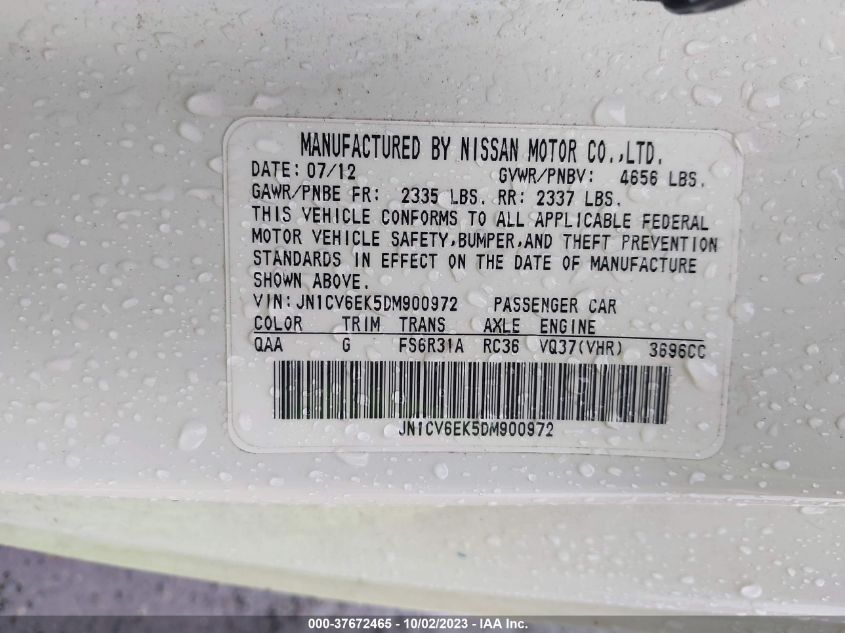 MANUFACTURED BY NISSAN MOTOR CO.,LTD.
DATE: 07/12 GVWR/PNBV: 4656 LBS.
GAWR/PNBE FR: 2335 LBS. RR: 2337 LBS.
THIS VEHICLE CONFORMS TO ALL APPLICABLE FEDERAL
MOTOR VEHICLE SAFETY,BUMPER,AND THEFT PREVENTION
STANDARDS IN EFFECT ON THE DATE OF MANUFACTURE
SHOWN ABOVE.
VIN:JN1CV6EK5DM900972 PASSENGER CAR
COLOR TRIM TRANS AXLE ENGINE
QAA G FS6R31A RC36 VQ37(VHR) 3696CC
JN1CV6EK5DM900972
000-37672465 - 10/02/2023 - IAA Inc.